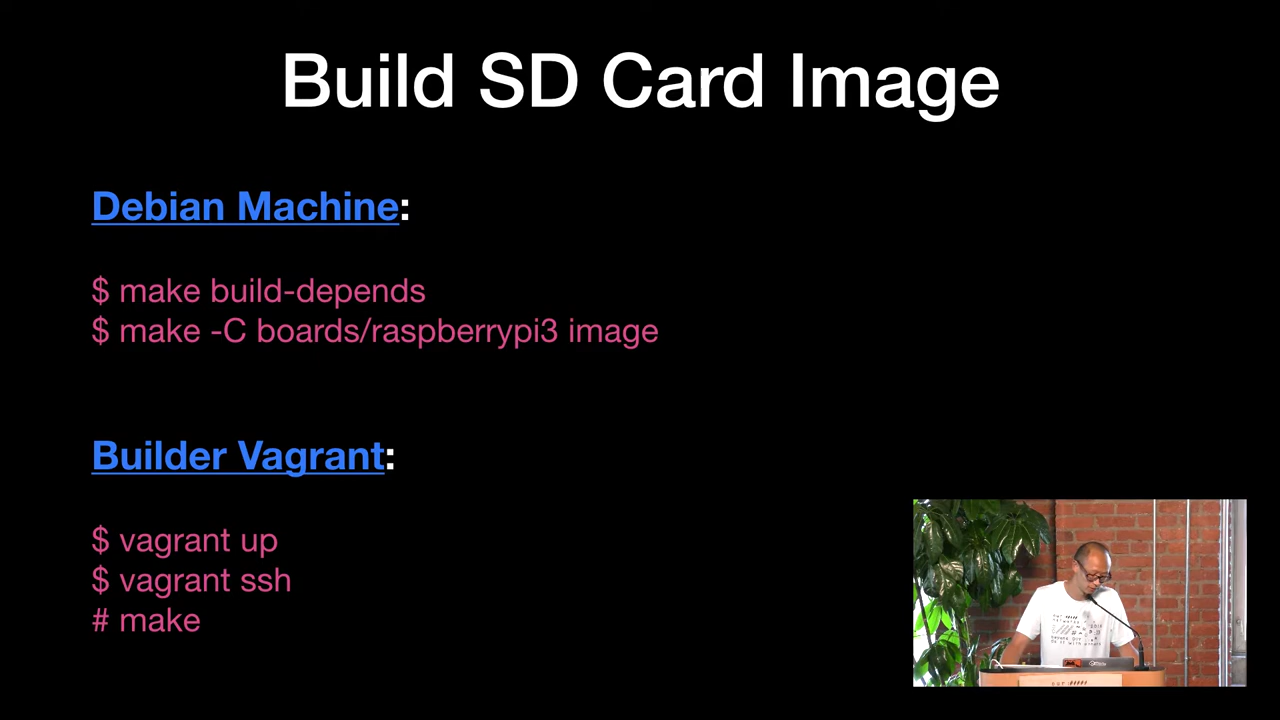 Build SD Card Image
Debian Machine:
$ make build-depends
$ make -C boards/raspberrypi3 image
Builder Vagrant:
$ vagrant up
$ vagrant ssh
# make